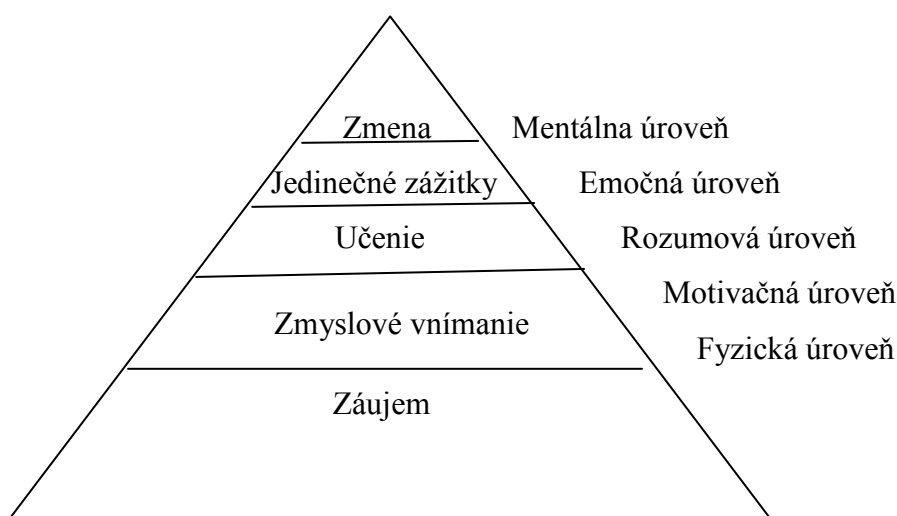 Zmena Mentálna úroveň
Jedinečné zážitky Emočná úroveň
Učenie Rozumová úroveň
Motivačná úroveň
Zmyslové vnímanie
Fyzická úroveň
Záujem